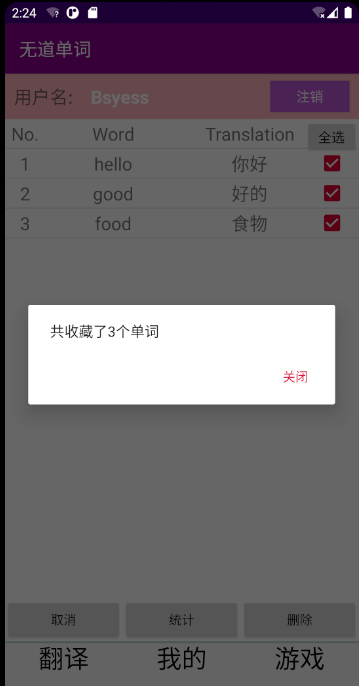 2:24
无道单词
用户名: Bsyess 注销
No. Word Translation 全选
1 hello 你好
2 good 好的
3 food 食物
共收藏了3个单词
关闭
取消 统计 删除
翻译 我的 游戏